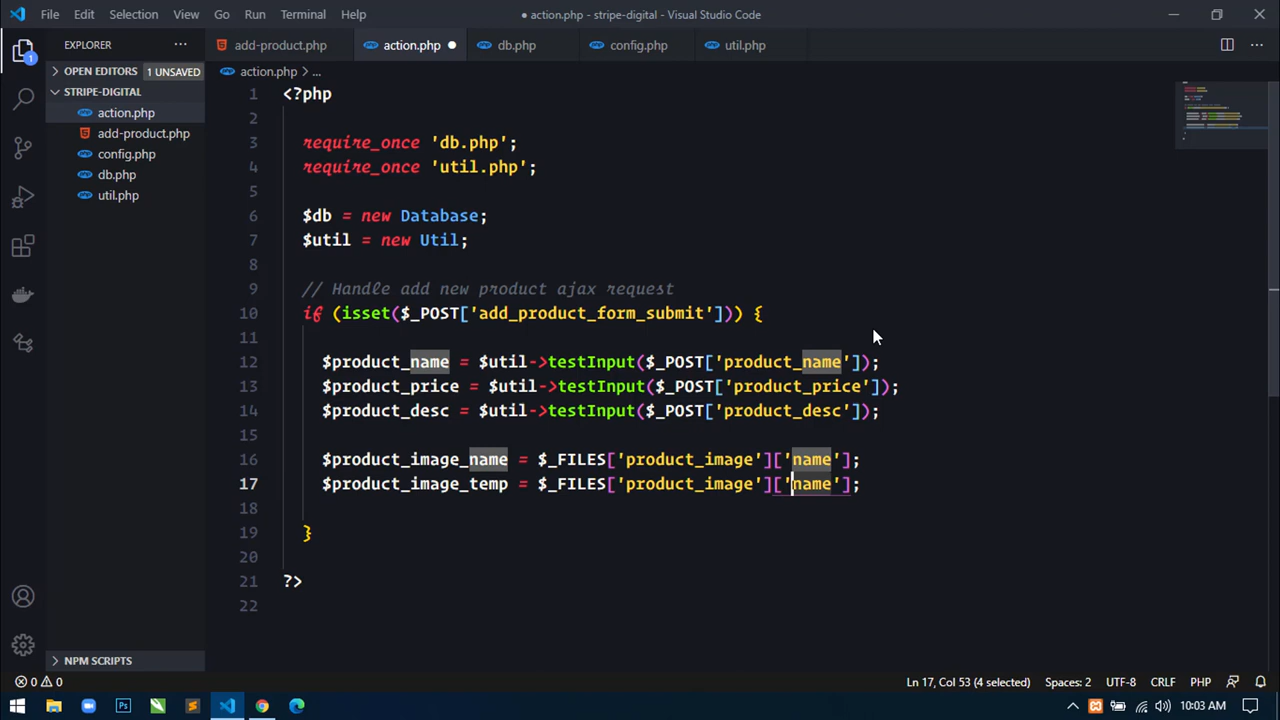 File Edit Selection View Go Run Terminal Help
● action.php - stripe-digital - Visual Studio Code
EXPLORER
OPEN EDITORS 1 UNSAVED
STRIPE-DIGITAL
action.php
add-product.php
config.php
db.php
util.php
NPM SCRIPTS
add-product.php action.php ● db.php config.php util.php
action.php > ...
1 <?php
2
3 require_once 'db.php';
4 require_once 'util.php';
5
6 $db = new Database;
7 $util = new Util;
8
9 // Handle add new product ajax request
10 if (isset($_POST['add_product_form_submit'])) {
11
12 $product_name = $util->testInput($_POST['product_name']);
13 $product_price = $util->testInput($_POST['product_price']);
14 $product_desc = $util->testInput($_POST['product_desc']);
15
16 $product_image_name = $_FILES['product_image']['name'];
17 $product_image_temp = $_FILES['product_image']['name'];
18
19 }
20
21 ?>
22
0 0 Ln 17, Col 53 (4 selected) Spaces: 2 UTF-8 CRLF PHP
10:03 AM